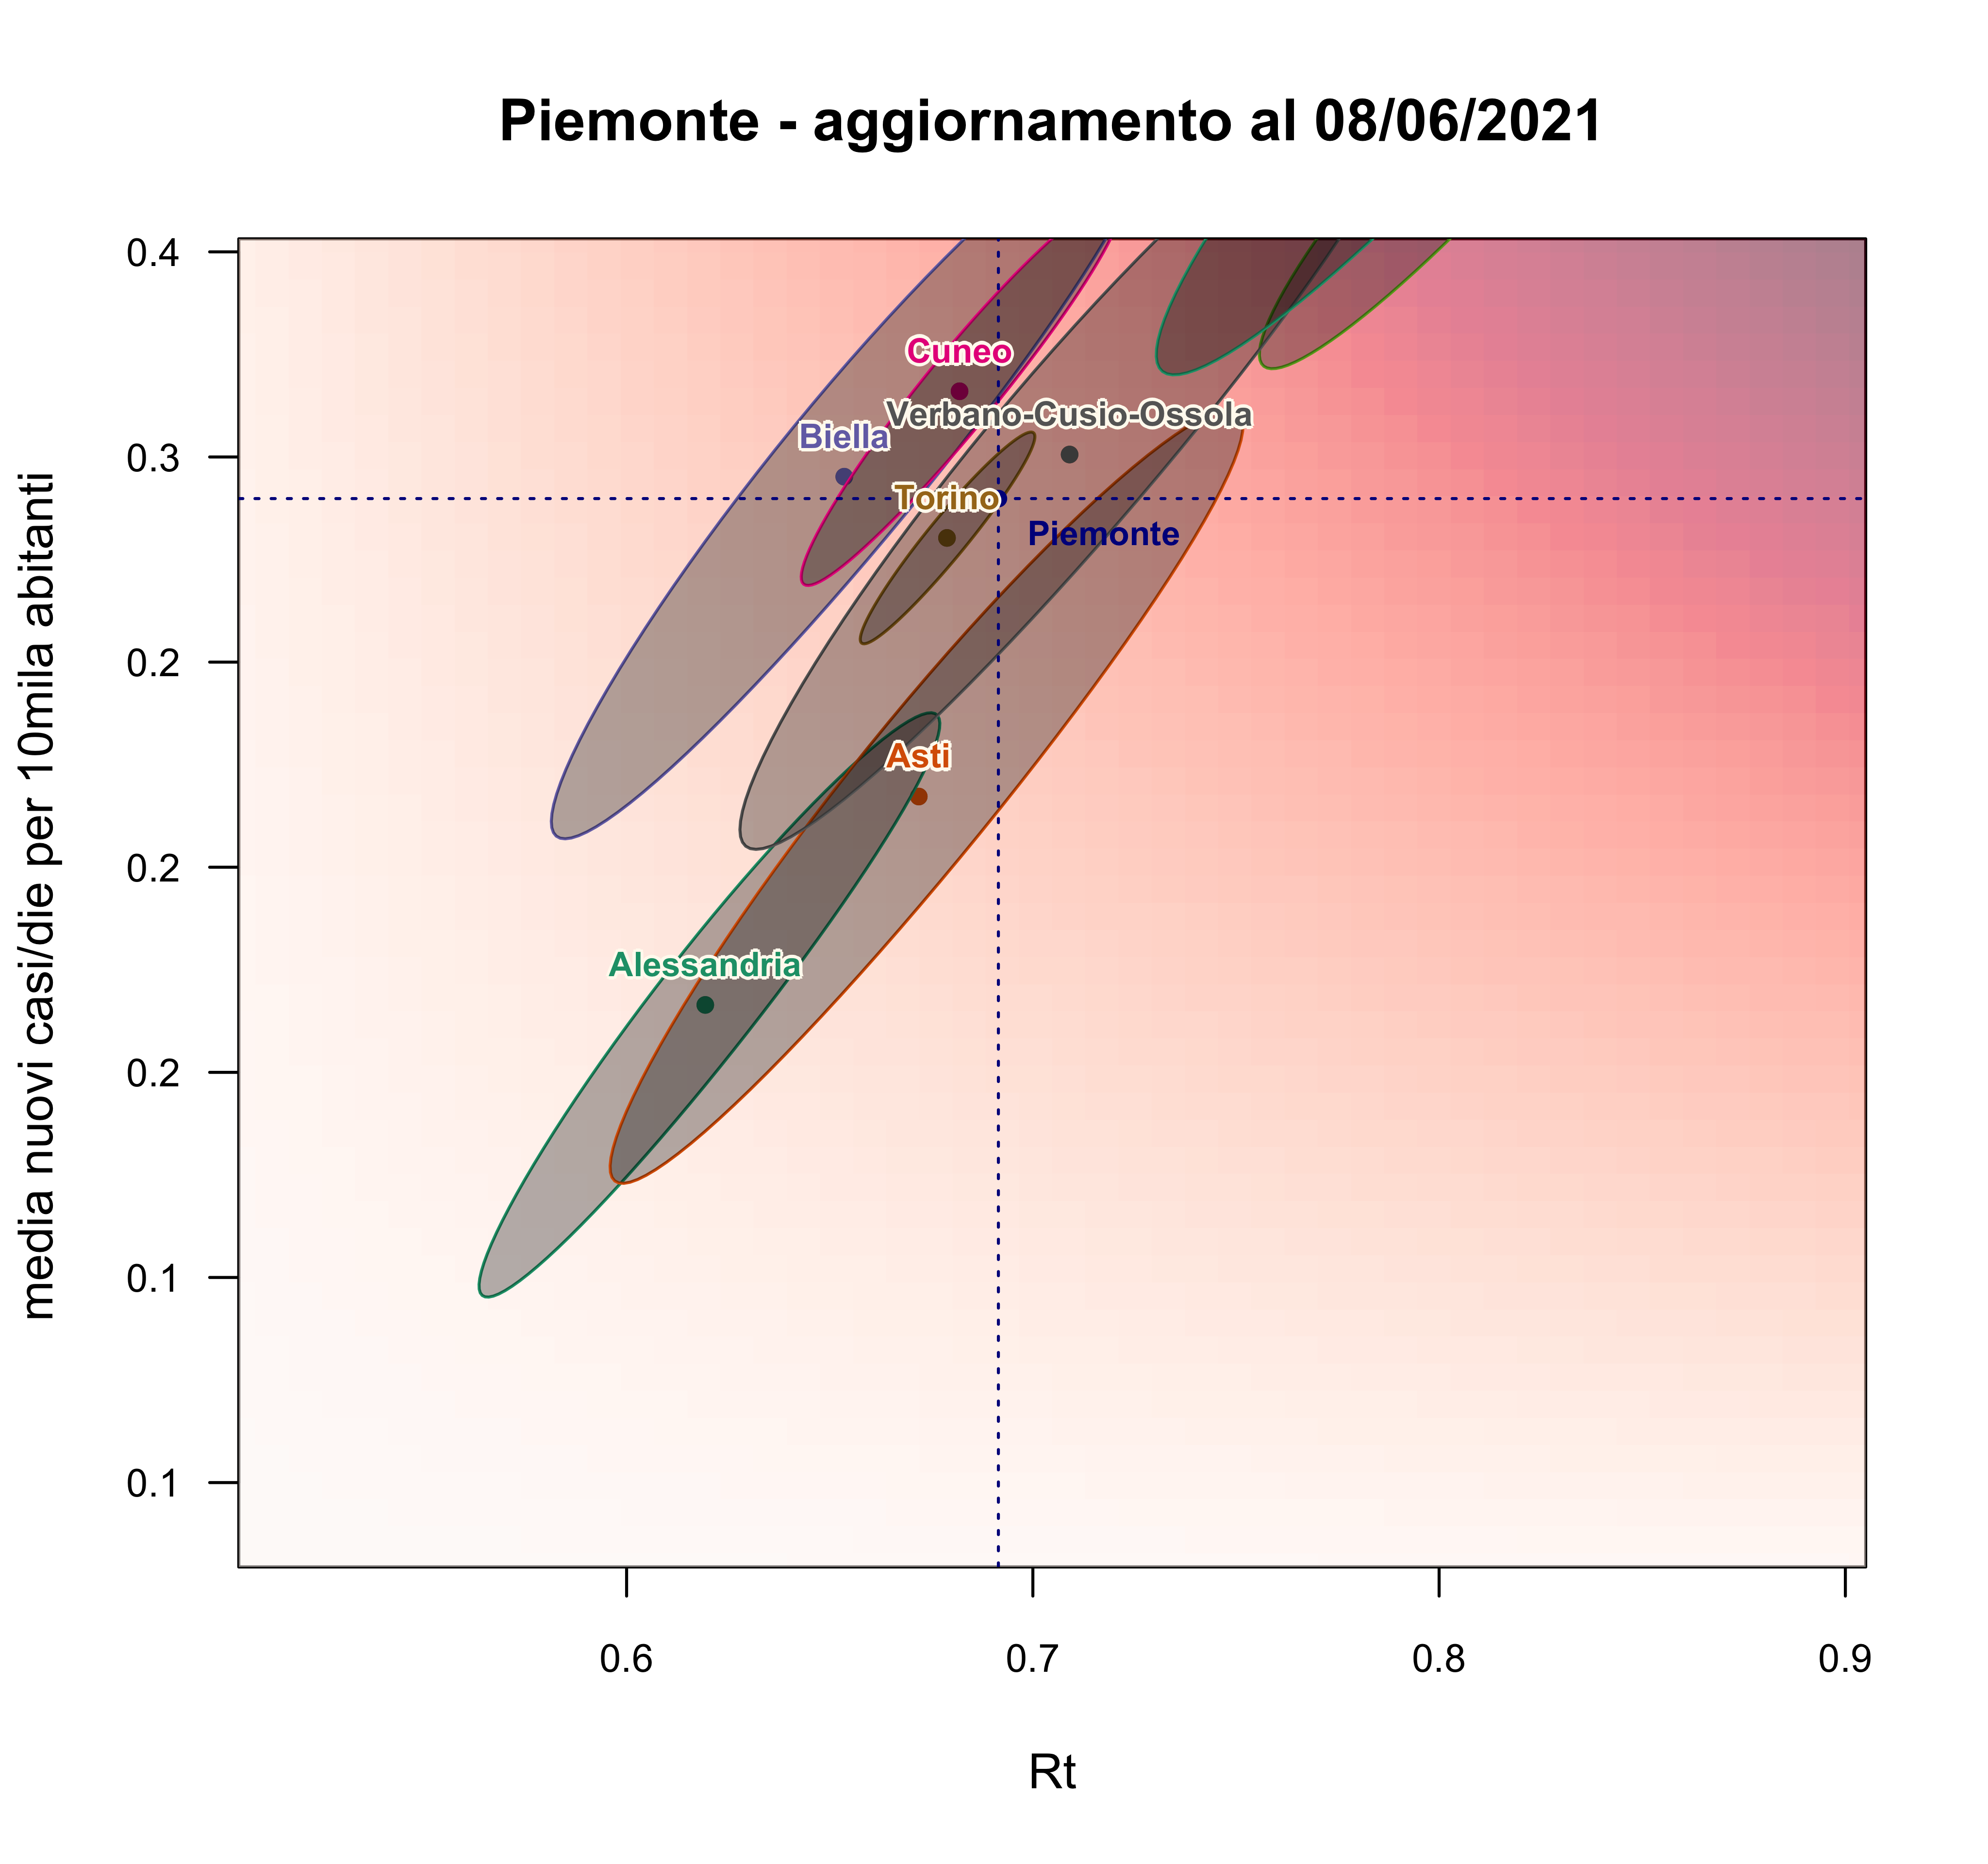 Piemonte - aggiornamento al 08/06/2021
media nuovi casi/die per 10mila abitanti
0.4
0.3
0.2
0.2
0.2
0.1
0.1
Cuneo
Verbano-Cusio-Ossola
Biella
Torino
Piemonte
Asti
Alessandria
0.6
0.7
0.8
0.9
Rt